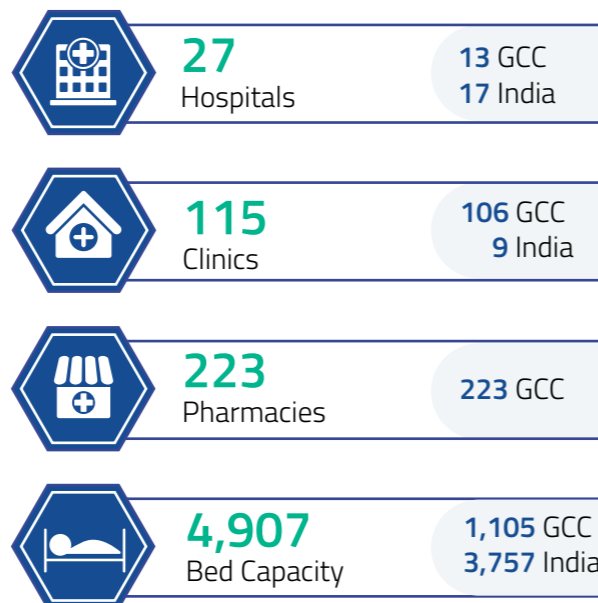 27
Hospitals
13 GCC
17 India
115
Clinics
106 GCC
9 India
223
Pharmacies
223 GCC
4,907
Bed Capacity
1,105 GCC
3,757 India